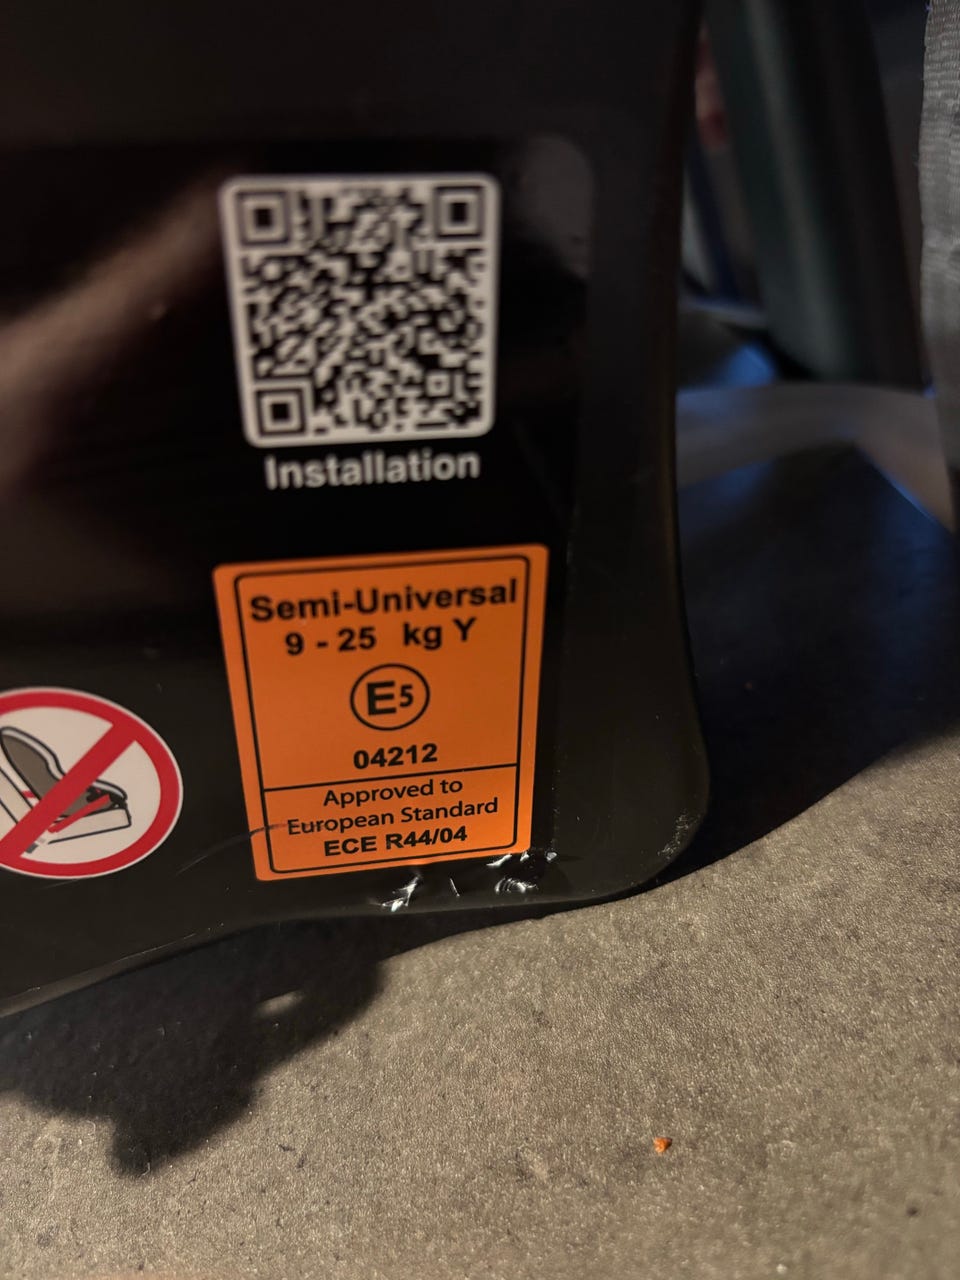 Installation
Semi-Universal
9 - 25 kg Y
E5
04212
Approved to
European Standard
ECE R44/04